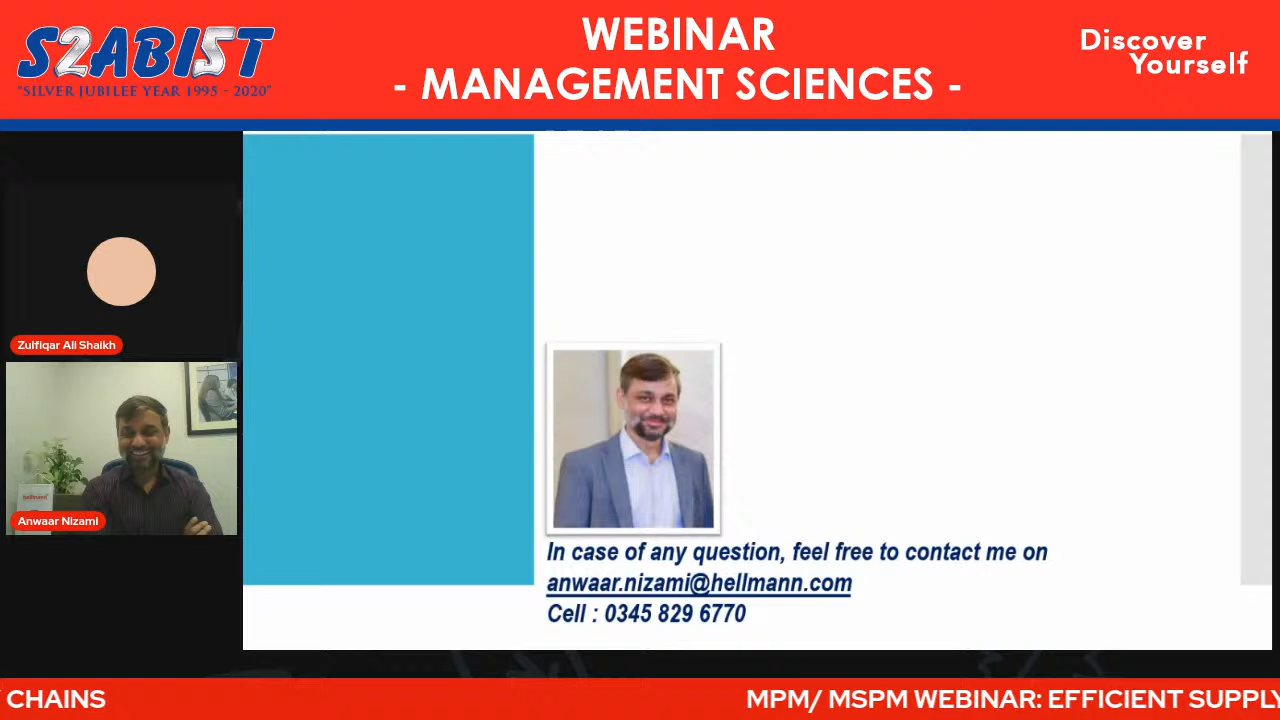 S2ABI5T
"SILVER JUBILEE YEAR 1995 - 2020"
WEBINAR
- MANAGEMENT SCIENCES -
Discover
Yourself
Zulfiqar Ali Shaikh
hellmann
Anwaar Nizami
In case of any question, feel free to contact me on
anwaar.nizami@hellmann.com
Cell : 0345 829 6770
CHAINS
MPM/ MSPM WEBINAR: EFFICIENT SUPPLY